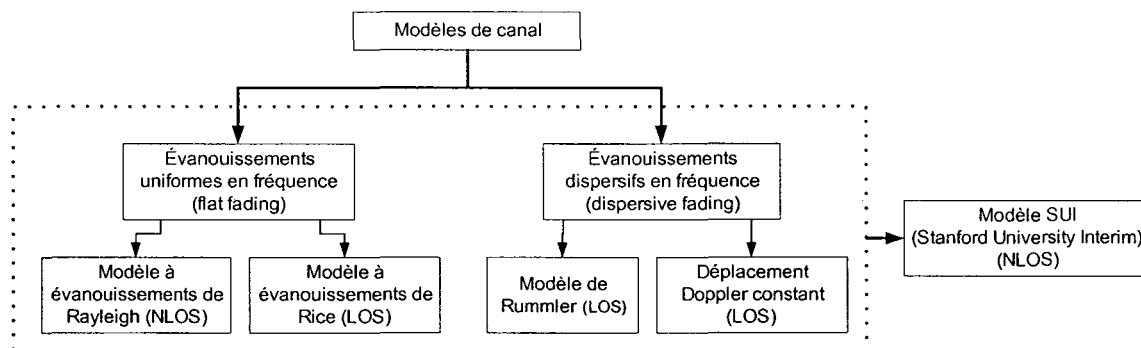 Modèles de canal
Évanouissements
uniformes en fréquence
(flat fading)
Évanouissements
dispersifs en fréquence
(dispersive fading)
Modèle SUI
(Stanford University Interim)
(NLOS)
Modèle à
évanouissements de
Rayleigh (NLOS)
Modèle à
évanouissements de
Rice (LOS)
Modèle de
Rummler (LOS)
Déplacement
Doppler constant
(LOS)